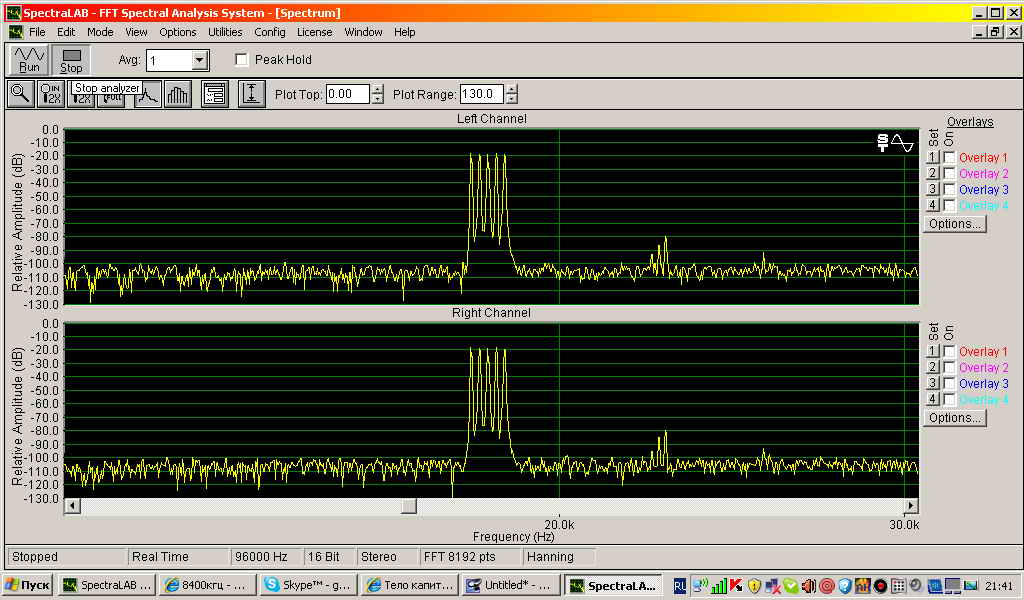 SpectraLAB - FFT Spectral Analysis System - [Spectrum]
File Edit Mode View Options Utilities Config License Window Help
Run Stop Avg: 1 Peak Hold
Stop analyzer
IN 2X 2X Plot Top: 0.00 Plot Range: 130.0
Left Channel
Overlays
Set On
Relative Amplitude (dB)
0.0
-10.0
-20.0
-30.0
-40.0
-50.0
-60.0
-70.0
-80.0
-90.0
-100.0
-110.0
-120.0
-130.0
ST
1 Overlay 1
2 Overlay 2
3 Overlay 3
4 Overlay 4
Options...
Right Channel
Set On
Relative Amplitude (dB)
0.0
-10.0
-20.0
-30.0
-40.0
-50.0
-60.0
-70.0
-80.0
-90.0
-100.0
-110.0
-120.0
-130.0
1 Overlay 1
2 Overlay 2
3 Overlay 3
4 Overlay 4
Options...
20.0k 30.0k
Frequency (Hz)
Stopped Real Time 96000 Hz 16 Bit Stereo FFT 8192 pts Hanning
Пуск SpectraLAB ... 8400кгц - ... Skype™ - g... Тело капит... Untitled* - ... SpectraLA... RL 21:41